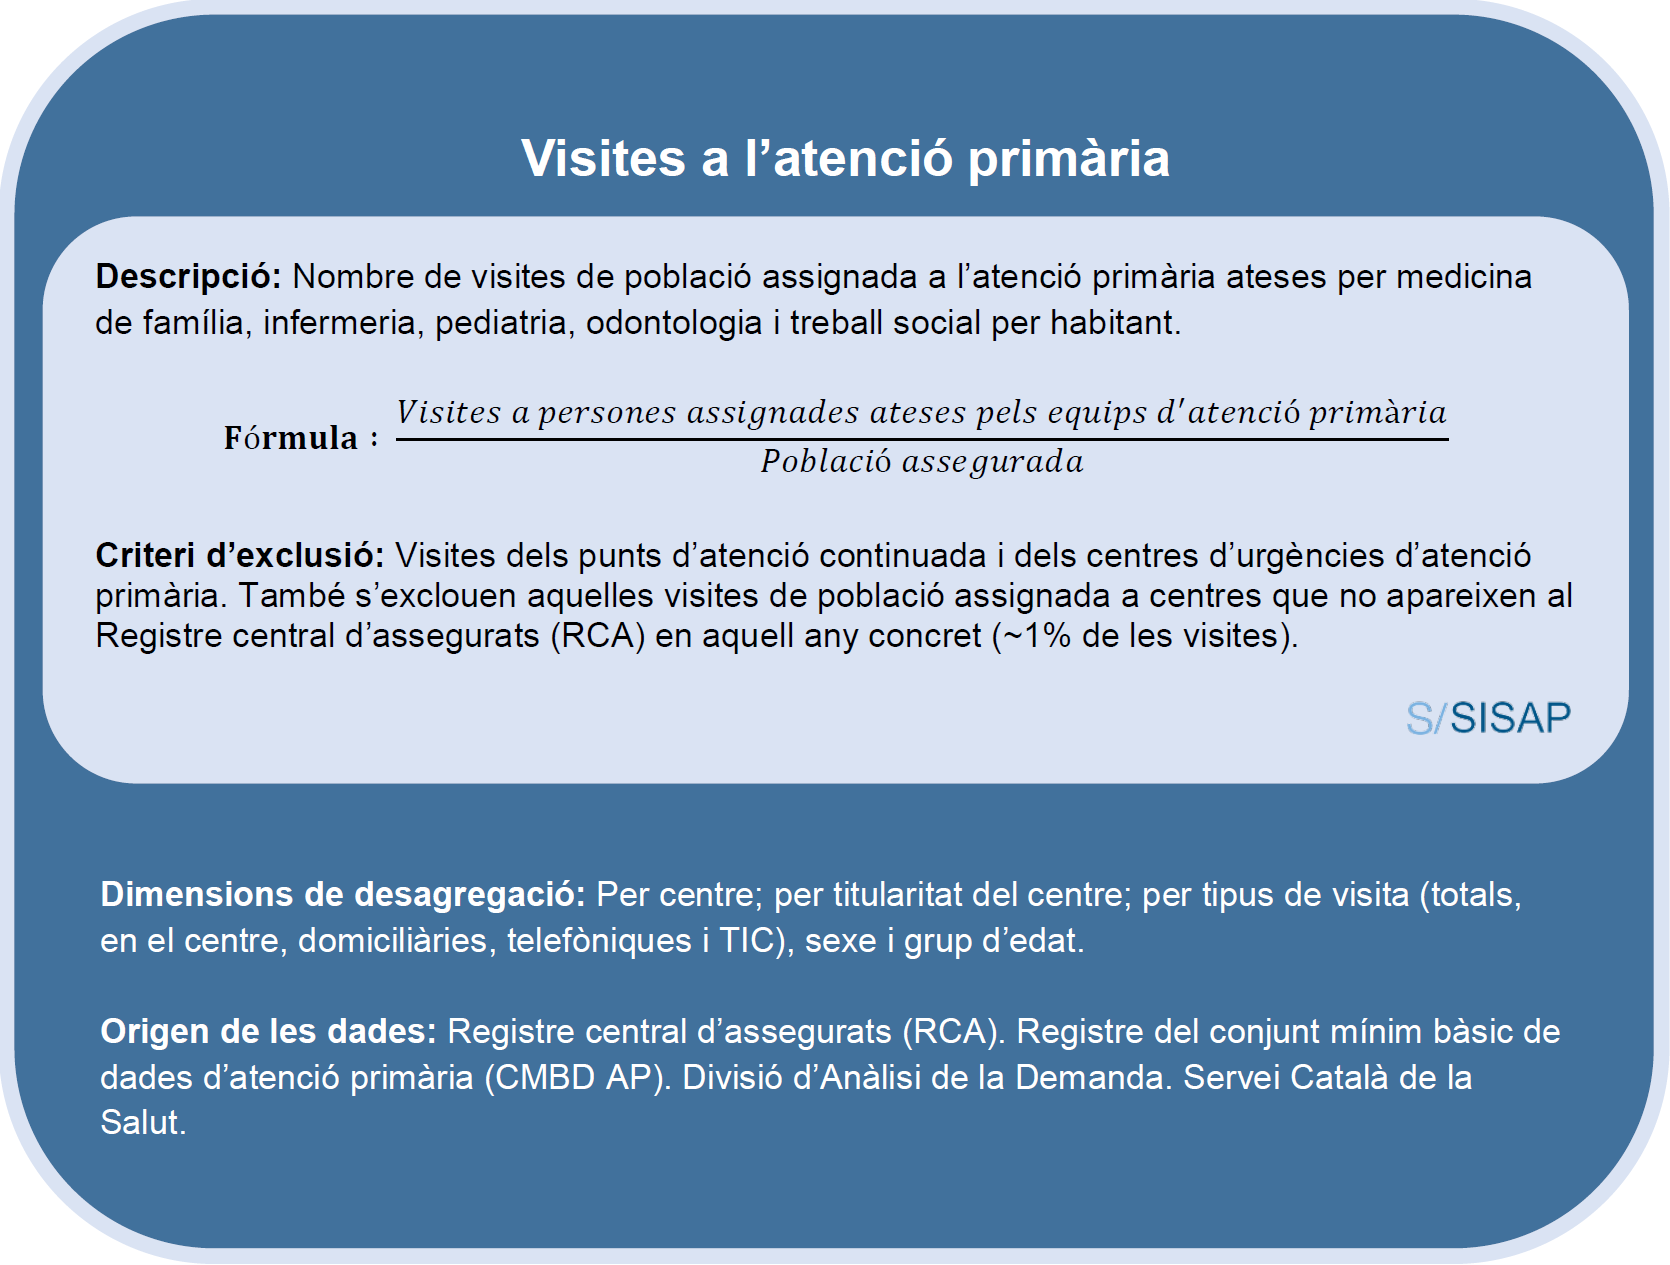 Visites a l’atenció primària
Descripció: Nombre de visites de població assignada a l’atenció primària ateses per medicina
de família, infermeria, pediatria, odontologia i treball social per habitant.
Fórmula : Visites a persones assignades ateses pels equips d′atenció primària
Població assegurada
Criteri d’exclusió: Visites dels punts d’atenció continuada i dels centres d’urgències d’atenció
primària. També s’exclouen aquelles visites de població assignada a centres que no apareixen al
Registre central d’assegurats (RCA) en aquell any concret (~1% de les visites).
S/SISAP
Dimensions de desagregació: Per centre; per titularitat del centre; per tipus de visita (totals,
en el centre, domiciliàries, telefòniques i TIC), sexe i grup d’edat.
Origen de les dades: Registre central d’assegurats (RCA). Registre del conjunt mínim bàsic de
dades d’atenció primària (CMBD AP). Divisió d’Anàlisi de la Demanda. Servei Català de la
Salut.